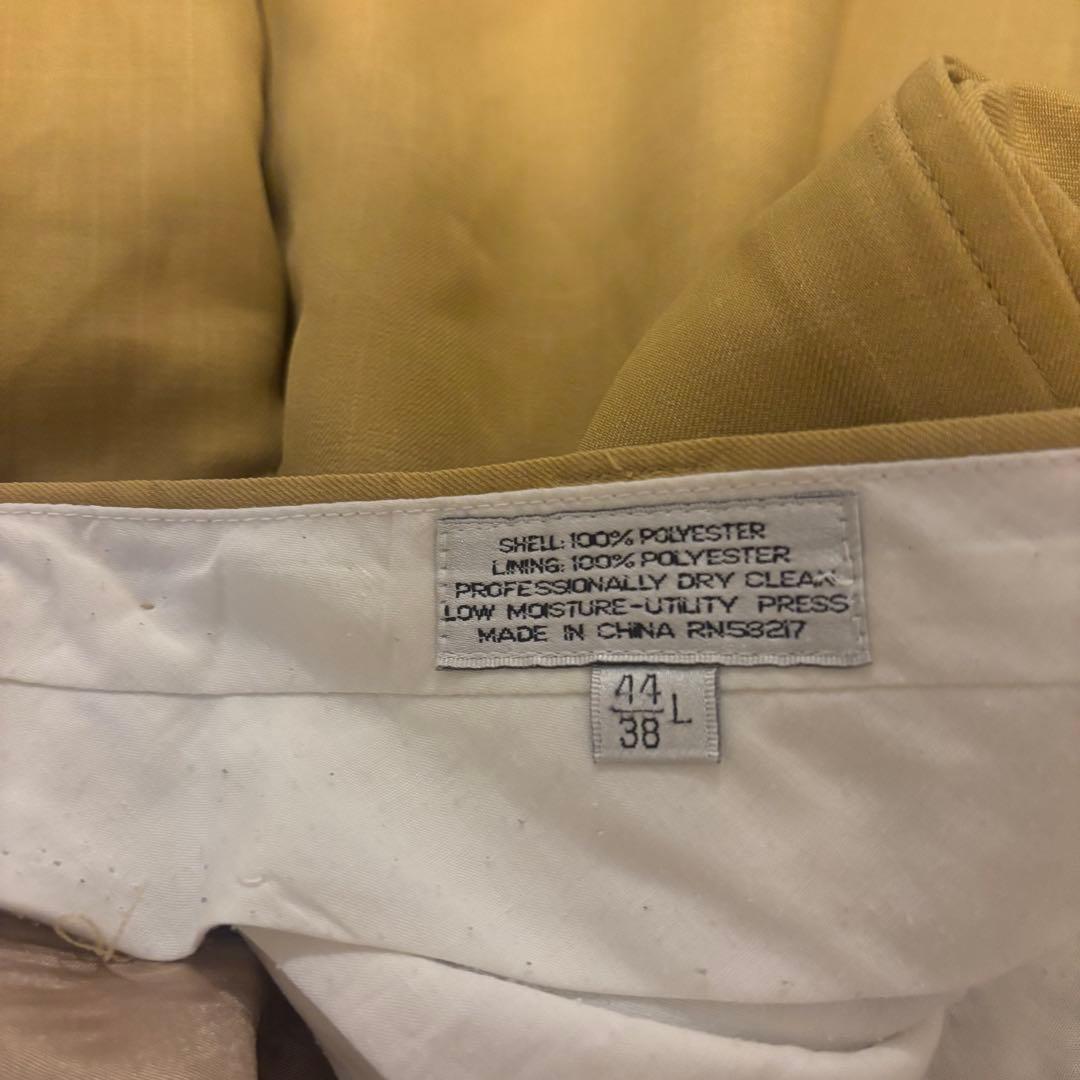 SHELL: 100% POLYESTER
LINING: 100% POLYESTER
PROFESSIONALLY DRY CLEAN
LOW MOISTURE-UTILITY PRESS
MADE IN CHINA RN58217
44
38 L